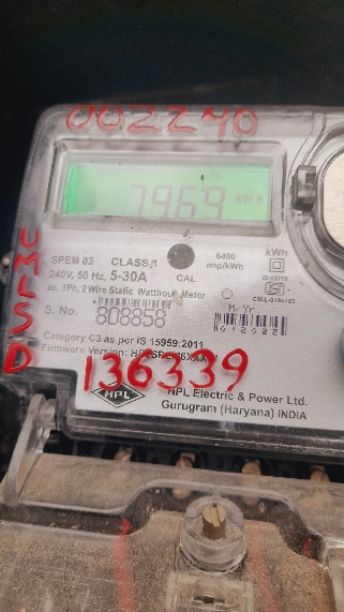 002240
7969 kWh
SPEM 02 CLASS 1 6400 imp/kWh kWh
240V, 50 Hz, 5-30A CAL
ac, 1Ph, 2 Wire Static Watthour Meter
S. No. 808858 Mr/Yr
Category C3 as per IS 15959:2011
Firmware Version:
UMLSD
136339
HPL HPL Electric & Power Ltd.
Gurugram (Haryana) INDIA